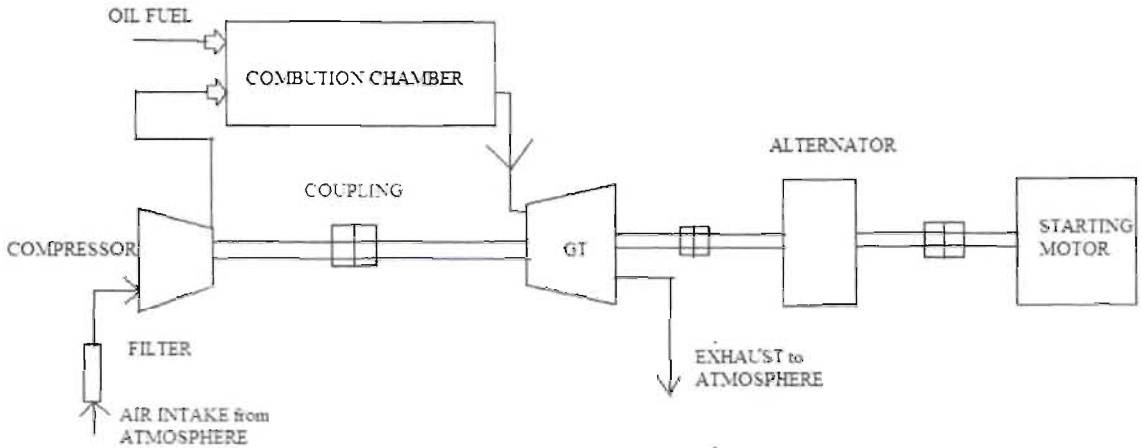 OIL FUEL
COMBUTION CHAMBER
ALTERNATOR
COUPLING
COMPRESSOR
GT
STARTING
MOTOR
FILTER
EXHAUST to
ATMOSPHERE
AIR INTAKE from
ATMOSPHERE